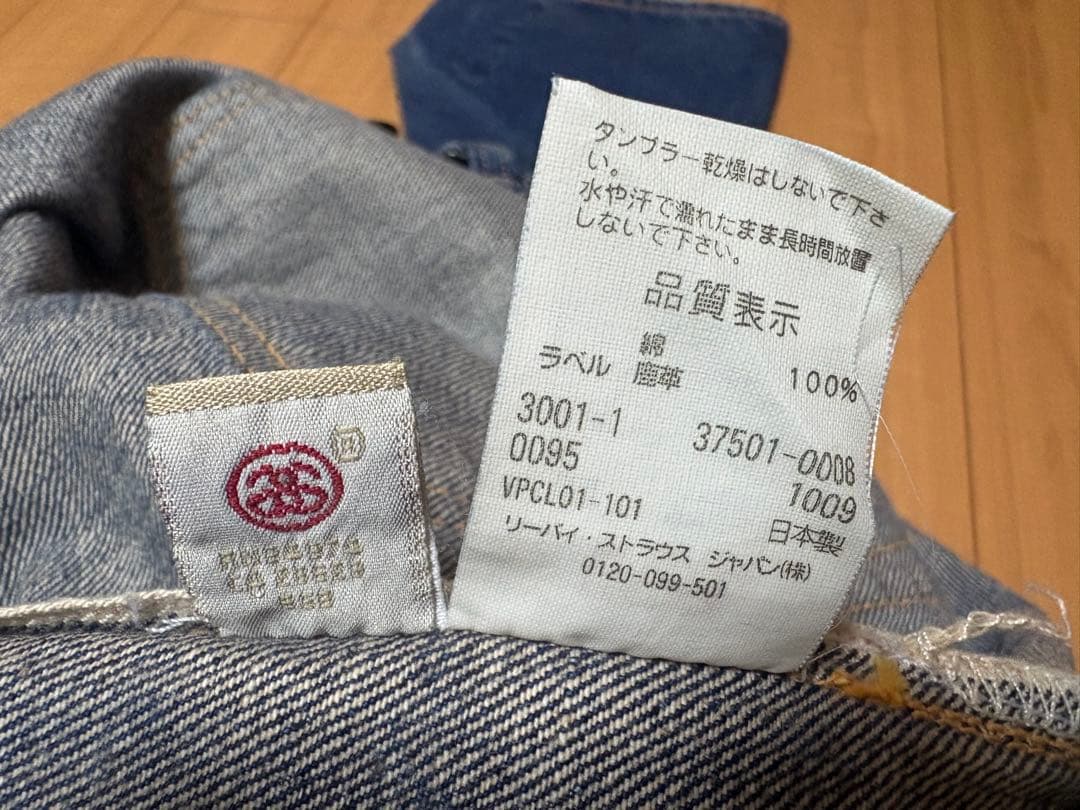 タンブラー乾燥はしないで下さ
い。
水や汗で濡れたまま長時間放置
しないで下さい。
品質表示
綿 100%
ラベル 鹿革
3001-1 37501-0008
0095 1009
VPCL01-101 日本製
リーバイ・ストラウス ジャパン(株)
0120-099-501